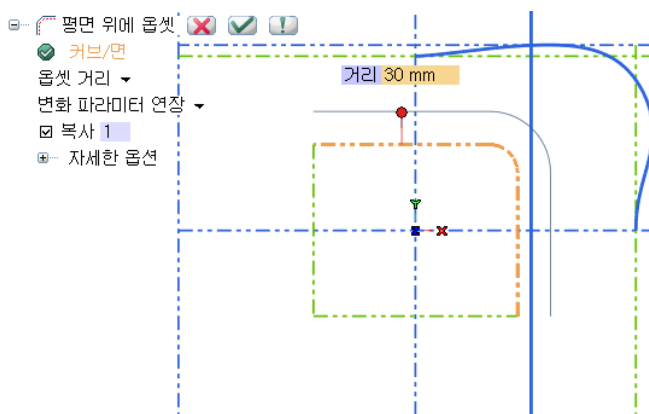 평면 위에 옵셋
커브/면
거리 30 mm
옵셋 거리
변화 파라미터 연장
복사 1
자세한 옵션
Y
Z X